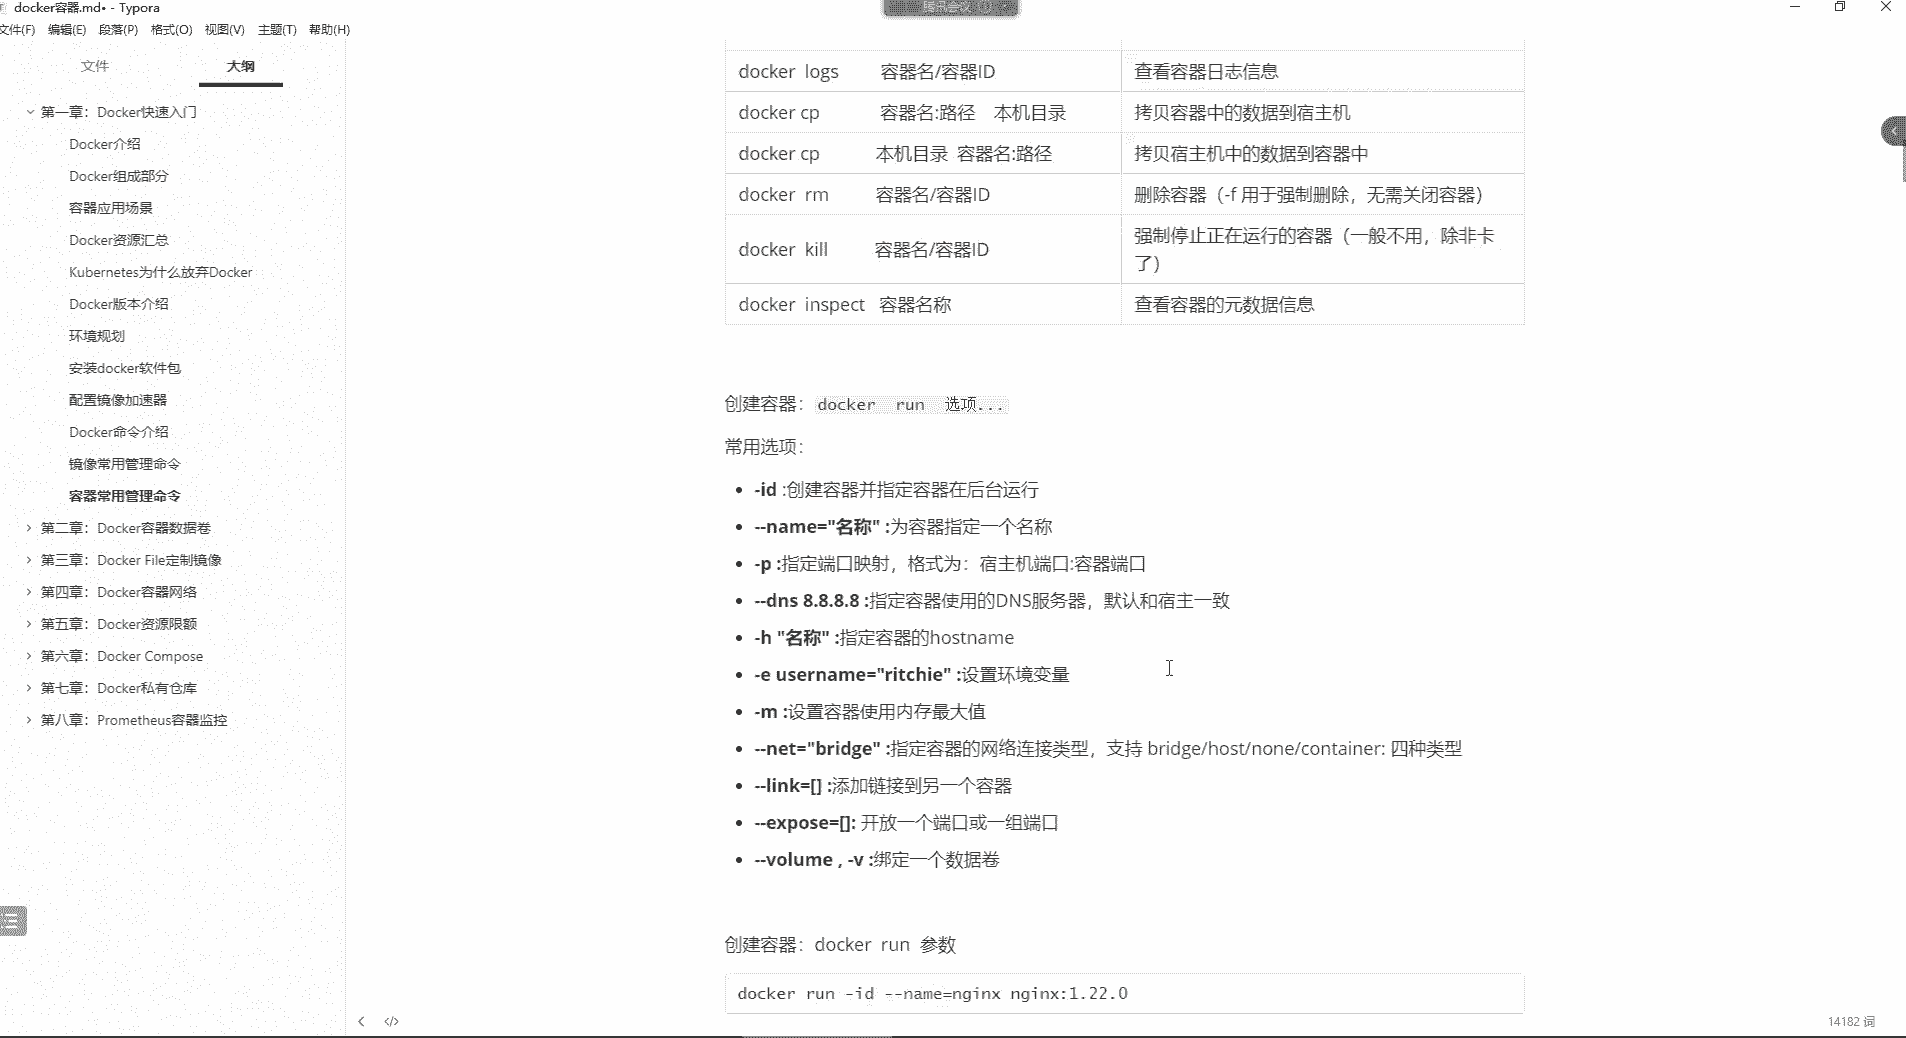 docker容器.md• - Typora
腾讯会议
文件(F) 编辑(E) 段落(P) 格式(O) 视图(V) 主题(T) 帮助(H)
文件 大纲
第一章：Docker快速入门
Docker介绍
Docker组成部分
容器应用场景
Docker资源汇总
Kubernetes为什么放弃Docker
Docker版本介绍
环境规划
安装docker软件包
配置镜像加速器
Docker命令介绍
镜像常用管理命令
容器常用管理命令
第二章：Docker容器数据卷
第三章：Docker File定制镜像
第四章：Docker容器网络
第五章：Docker资源限额
第六章：Docker Compose
第七章：Docker私有仓库
第八章：Prometheus容器监控
docker logs 容器名/容器ID 查看容器日志信息
docker cp 容器名:路径 本机目录 拷贝容器中的数据到宿主机
docker cp 本机目录 容器名:路径 拷贝宿主机中的数据到容器中
docker rm 容器名/容器ID 删除容器（-f 用于强制删除，无需关闭容器）
docker kill 容器名/容器ID 强制停止正在运行的容器（一般不用，除非卡
了）
docker inspect 容器名称 查看容器的元数据信息
创建容器：docker run 选项...
常用选项：
• -id :创建容器并指定容器在后台运行
• --name="名称" :为容器指定一个名称
• -p :指定端口映射，格式为：宿主机端口:容器端口
• --dns 8.8.8.8 :指定容器使用的DNS服务器，默认和宿主一致
• -h "名称" :指定容器的hostname
• -e username="ritchie" :设置环境变量
• -m :设置容器使用内存最大值
• --net="bridge" :指定容器的网络连接类型，支持 bridge/host/none/container: 四种类型
• --link=[] :添加链接到另一个容器
• --expose=[]: 开放一个端口或一组端口
• --volume , -v :绑定一个数据卷
创建容器：docker run 参数
docker run -id --name=nginx nginx:1.22.0
14182 词